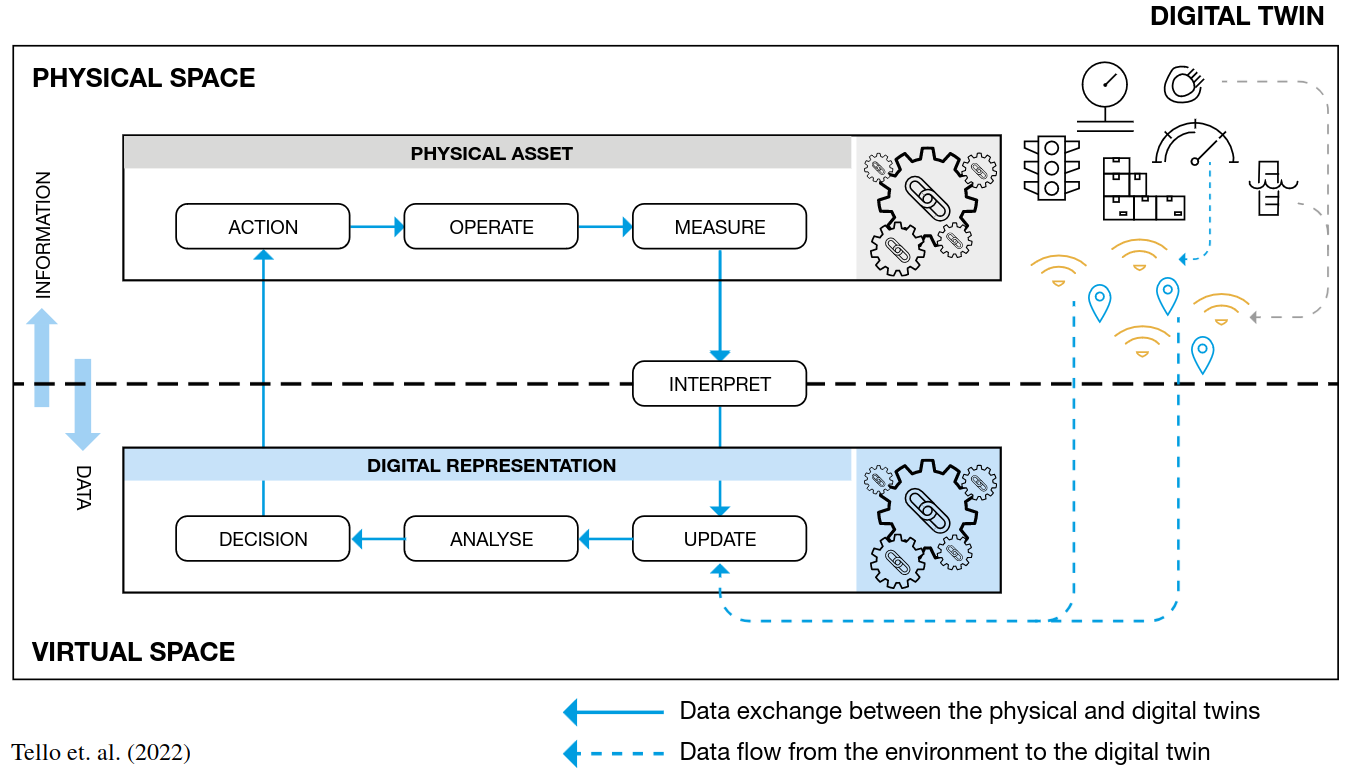 DIGITAL TWIN
PHYSICAL SPACE
PHYSICAL ASSET
ACTION
OPERATE
MEASURE
INFORMATION
INTERPRET
DATA
DIGITAL REPRESENTATION
DECISION
ANALYSE
UPDATE
VIRTUAL SPACE
Data exchange between the physical and digital twins
Data flow from the environment to the digital twin
Tello et. al. (2022)